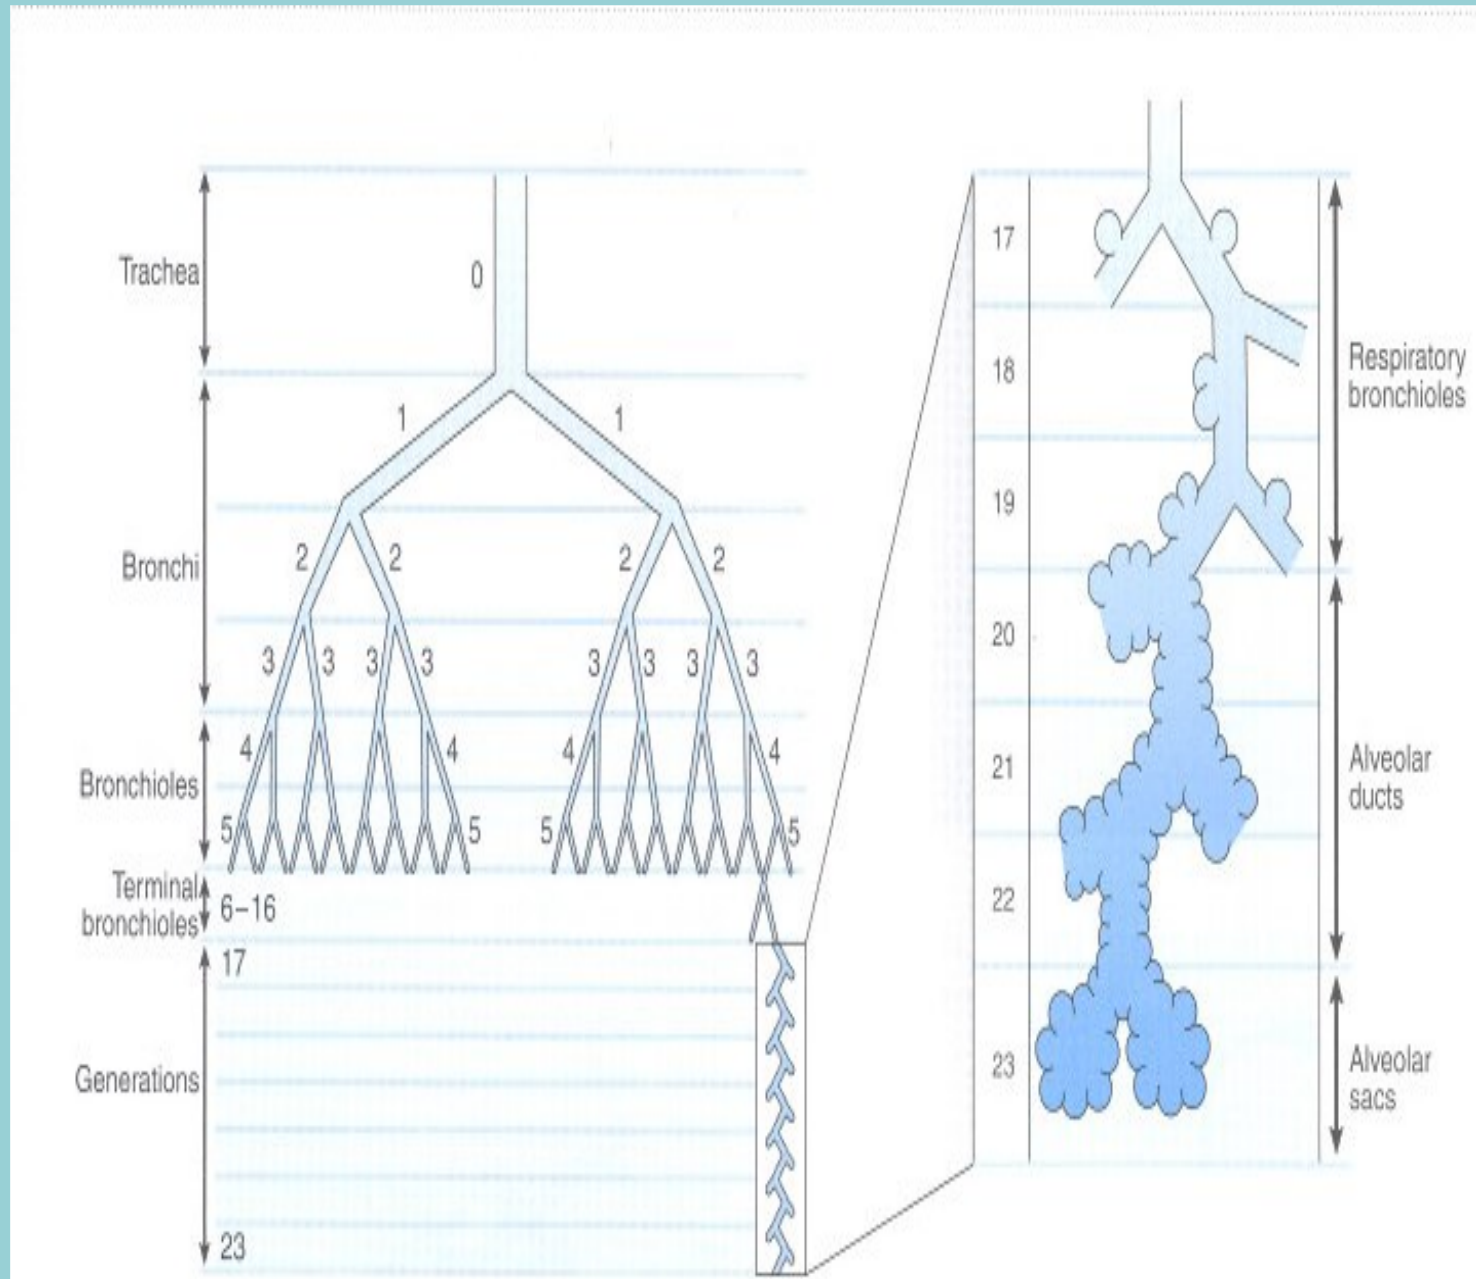 Trachea
0
1
1
Bronchi
2
2
2
2
3
3
3
3
3
3
3
3
Bronchioles
4
4
4
4
5
5
5
5
Terminal
bronchioles
6–16
17
Generations
23
17
18
19
20
21
22
23
Respiratory
bronchioles
Alveolar
ducts
Alveolar
sacs